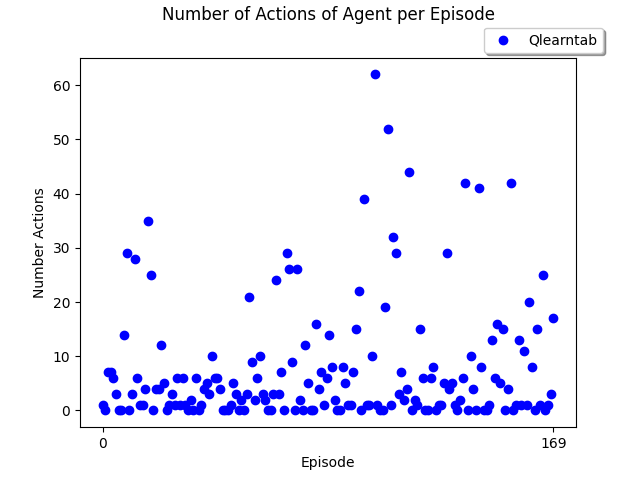 Number of Actions of Agent per Episode
Qlearntab
60
50
40
30
20
10
0
Number Actions
0 169
Episode